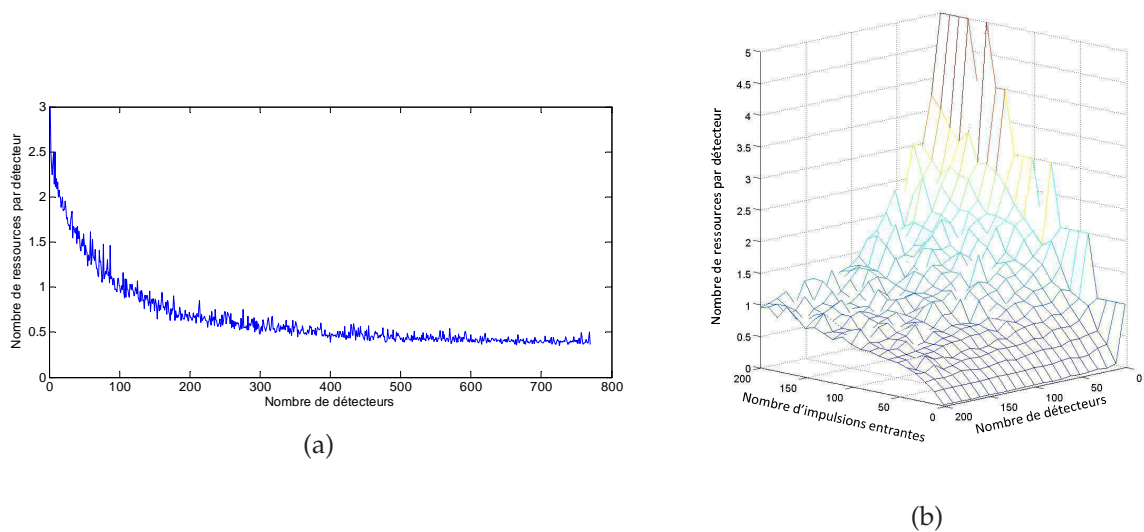 3
2.5
2
1.5
1
0.5
0
Nombre de ressources par détecteur
0 100 200 300 400 500 600 700 800
Nombre de détecteurs
(a)
5
4.5
4
3.5
3
2.5
2
1.5
1
0.5
0
Nombre de ressources par détecteur
200 150 100 50 0
Nombre d'impulsions entrantes
200 150 100 50 0
Nombre de détecteurs
(b)